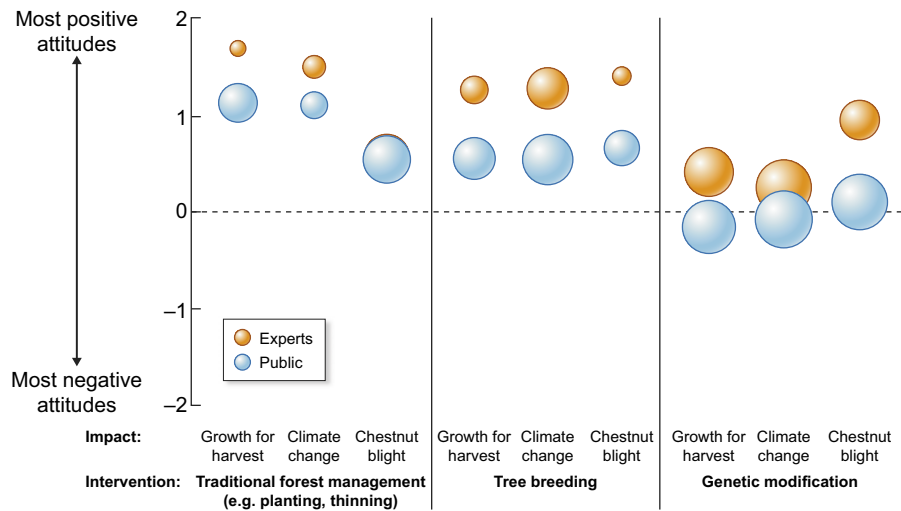 Most positive
attitudes
Most negative
attitudes
2
1
0
–1
–2
Experts
Public
Impact:
Growth for
harvest
Climate
change
Chestnut
blight
Growth for
harvest
Climate
change
Chestnut
blight
Growth for
harvest
Climate
change
Chestnut
blight
Intervention:
Traditional forest management
(e.g. planting, thinning)
Tree breeding
Genetic modification